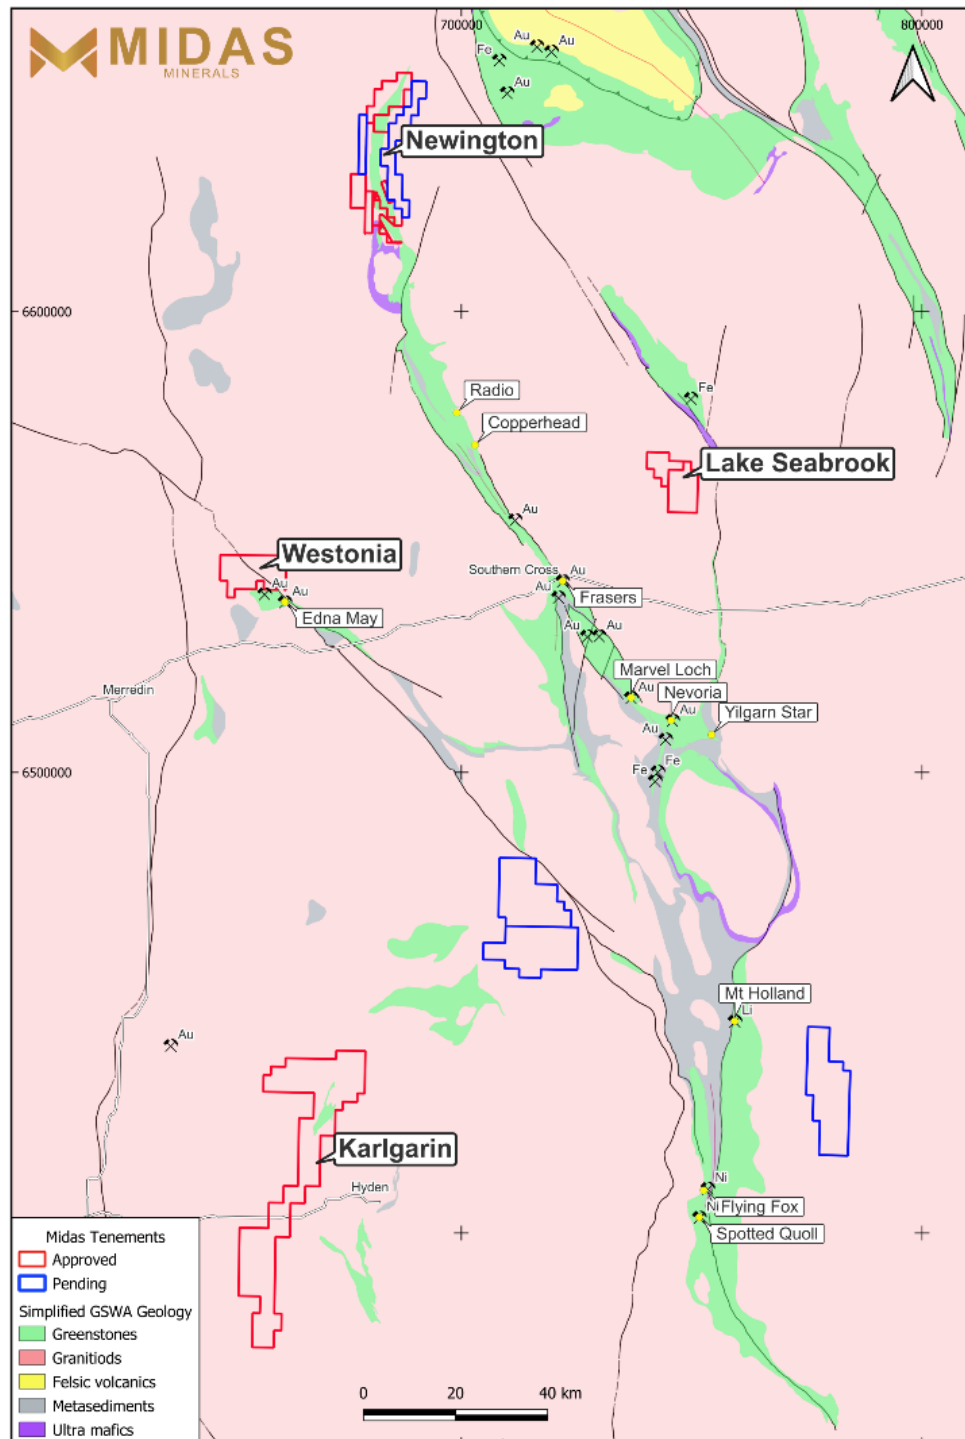 MIDAS
MINERALS
700000
800000
Au
Au
Fe
Au
Newington
6600000
Fe
Radio
Copperhead
Lake Seabrook
Au
Westonia
Southern Cross
Au
Au
Au
Au
Frasers
Edna May
Au
Au
Marvel Loch
Au
Nevoria
Merredin
Au
Yilgarn Star
Au
Fe
Fe
6500000
Mt Holland
Li
Au
Karlgarin
Hyden
Ni
Ni
Flying Fox
Spotted Quoll
Midas Tenements
Approved
Pending
Simplified GSWA Geology
Greenstones
Granitiods
Felsic volcanics
Metasediments
Ultra mafics
0 20 40 km